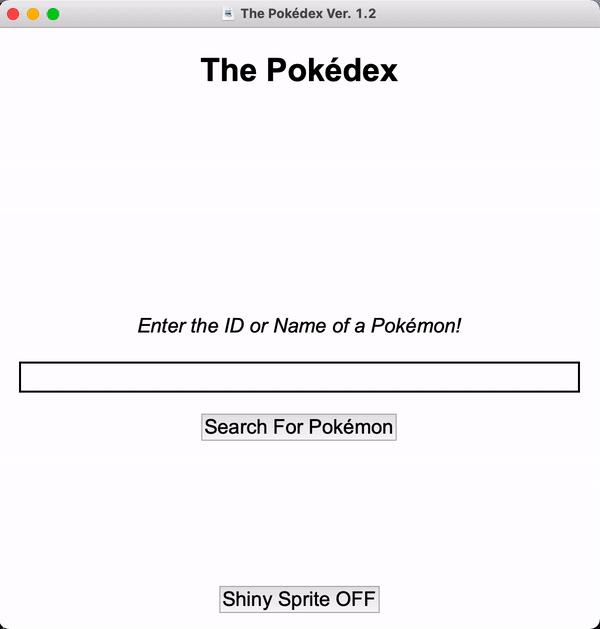 The Pokédex Ver. 1.2
The Pokédex
Enter the ID or Name of a Pokémon!
Search For Pokémon
Shiny Sprite OFF